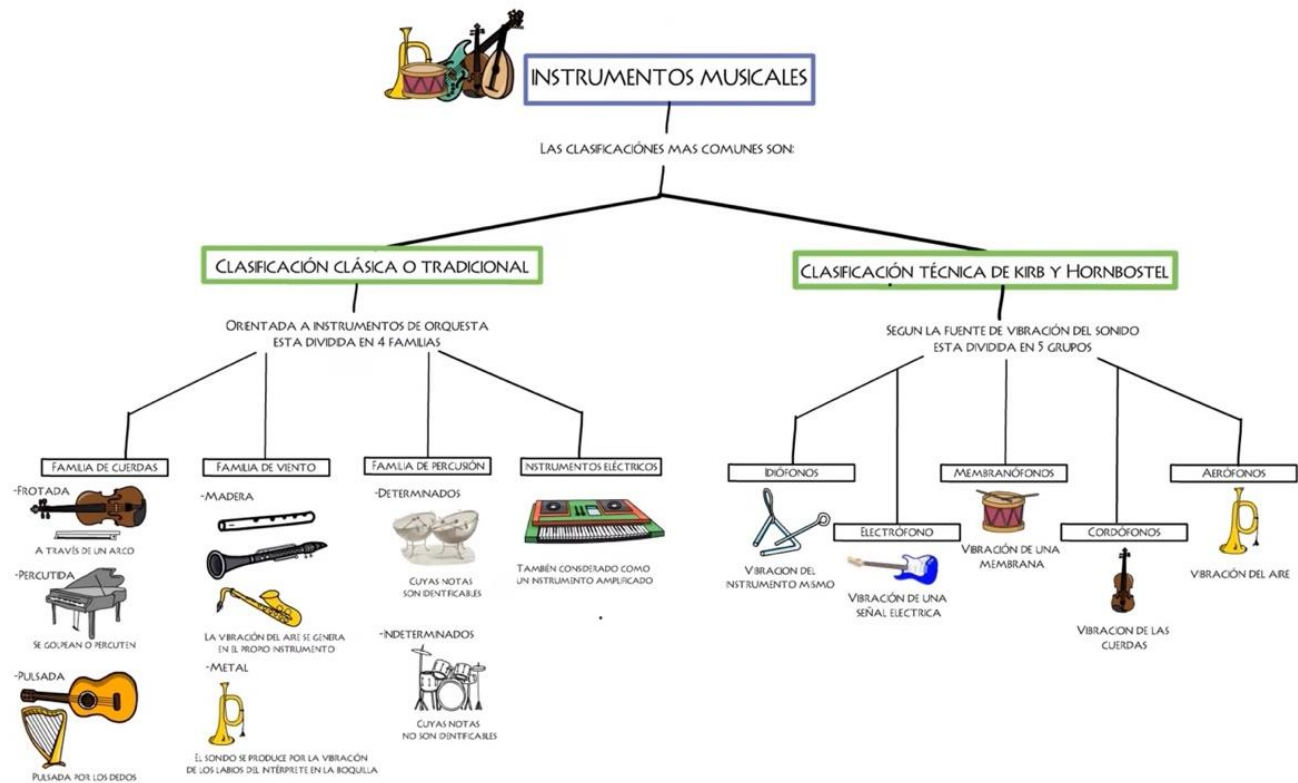 INSTRUMENTOS MUSICALES
LAS CLASIFICACIÓNES MAS COMUNES SON:
CLASIFICACIÓN CLÁSICA O TRADICIONAL
ORIENTADA A INSTRUMENTOS DE ORQUESTA
ESTA DIVIDIDA EN 4 FAMILIAS
FAMILIA DE CUERDAS
-FROTADA
A TRAVÉS DE UN ARCO
-PERCUTIDA
SE GOLPEAN O PERCUTEN
-PULSADA
PULSADA POR LOS DEDOS
FAMILIA DE VIENTO
-MADERA
LA VIBRACIÓN DEL AIRE SE GENERA
EN EL PROPIO INSTRUMENTO
-METAL
EL SONIDO SE PRODUCE POR LA VIBRACIÓN
DE LOS LABIOS DEL INTÉRPRETE EN LA BOQUILLA
FAMILIA DE PERCUSIÓN
-DETERMINADOS
CUYAS NOTAS
SON IDENTIFICABLES
-INDETERMINADOS
CUYAS NOTAS
NO SON IDENTIFICABLES
INSTRUMENTOS ELÉCTRICOS
TAMBÉN CONSIDERADO COMO
UN INSTRUMENTO AMPLIFICADO
CLASIFICACIÓN TÉCNICA DE KIRB Y HORNBOSTEL
SEGUN LA FUENTE DE VIBRACIÓN DEL SONIDO
ESTA DIVIDIDA EN 5 GRUPOS
IDIÓFONOS
VIBRACION DEL
INSTRUMENTO MISMO
ELECTRÓFONO
VIBRACIÓN DE UNA
SEÑAL ELECTRICA
MEMBRANÓFONOS
VIBRACIÓN DE UNA
MEMBRANA
CORDÓFONOS
VIBRACION DE LAS
CUERDAS
AERÓFONOS
VIBRACIÓN DEL AIRE